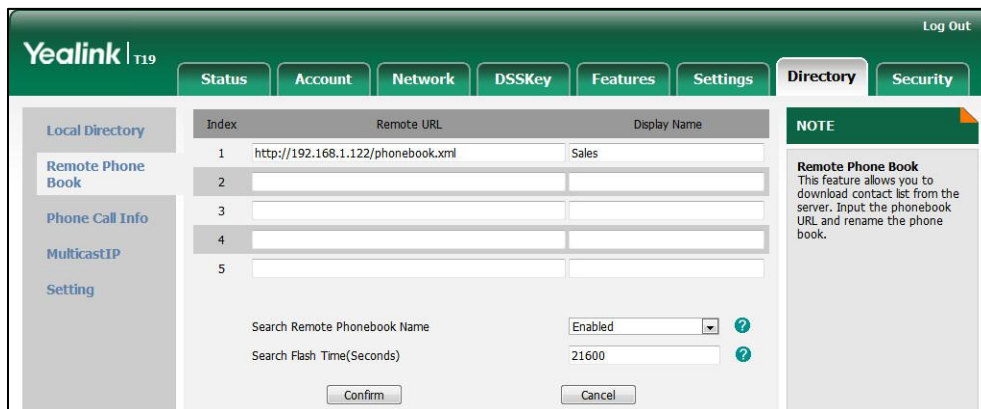 Log Out
Yealink T19
Status Account Network DSSKey Features Settings Directory Security
Local Directory
Remote Phone
Book
Phone Call Info
MulticastIP
Setting
Index Remote URL Display Name
1 http://192.168.1.122/phonebook.xml Sales
2
3
4
5
Search Remote Phonebook Name Enabled ?
Search Flash Time(Seconds) 21600 ?
Confirm Cancel
NOTE
Remote Phone Book
This feature allows you to
download contact list from the
server. Input the phonebook
URL and rename the phone
book.